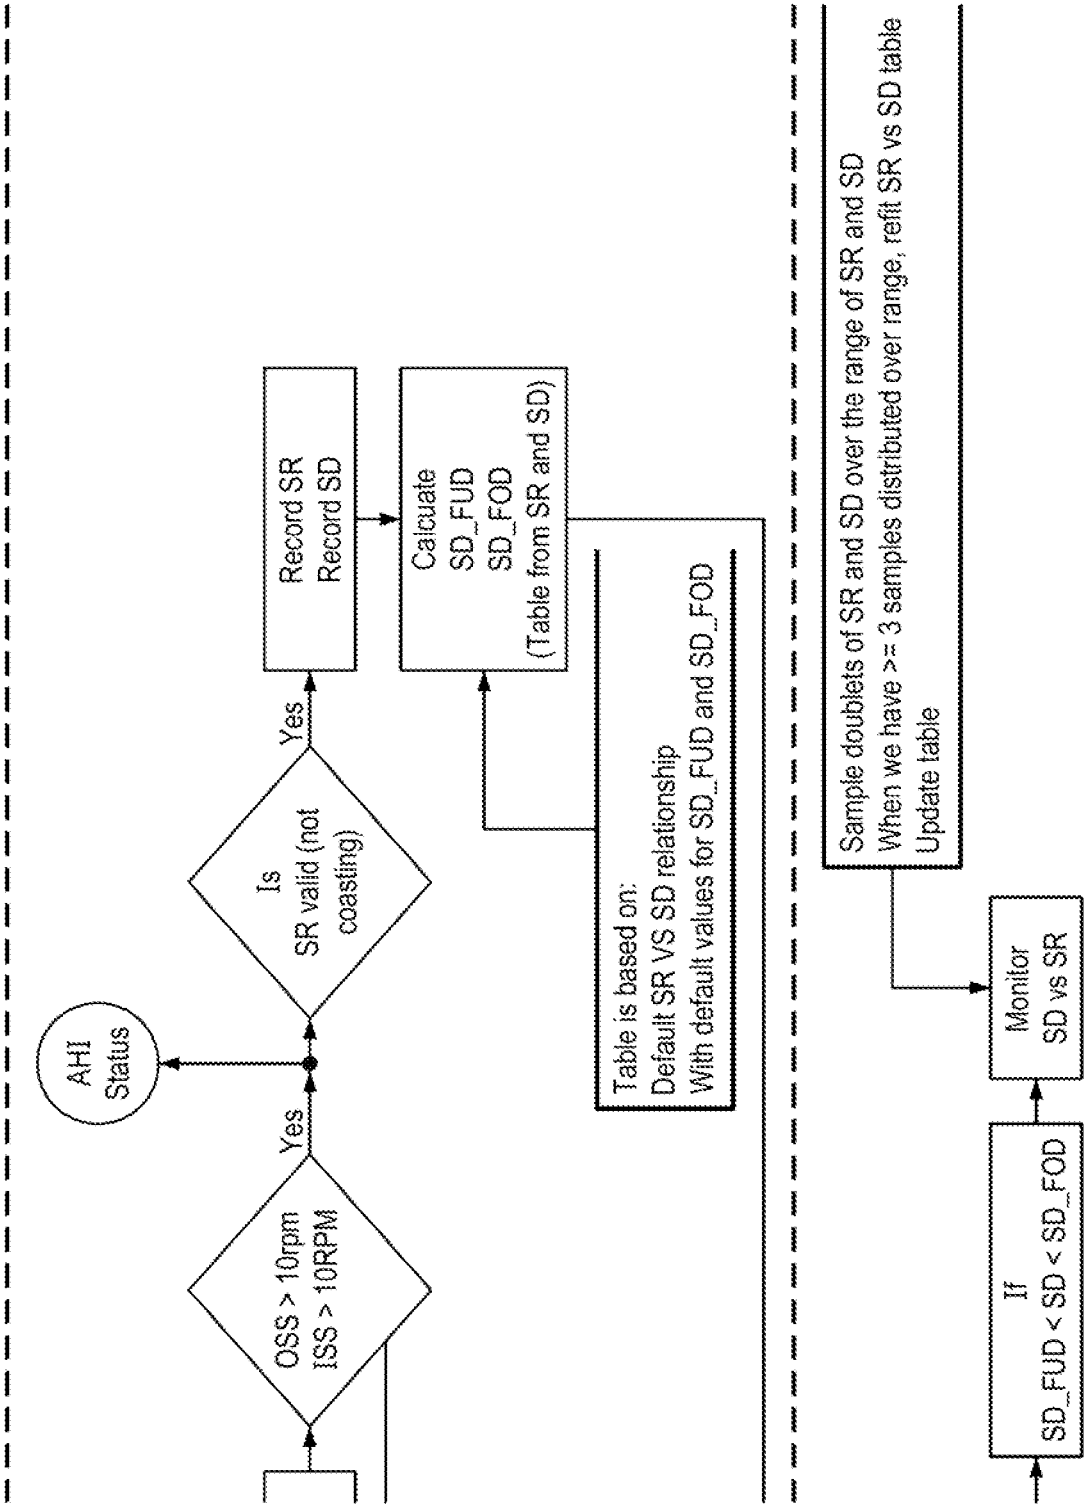 OSS > 10rpm
ISS > 10RPM
Yes
AHI
Status
Is
SR valid (not
coasting)
Yes
Record SR
Record SD
Calcuate
SD_FUD
SD_FOD
(Table from SR and SD)
Table is based on:
Default SR VS SD relationship
With default values for SD_FUD and SD_FOD
If
SD_FUD < SD < SD_FOD
Monitor
SD vs SR
Sample doublets of SR and SD over the range of SR and SD
When we have >= 3 samples distributed over range, refit SR vs SD table
Update table